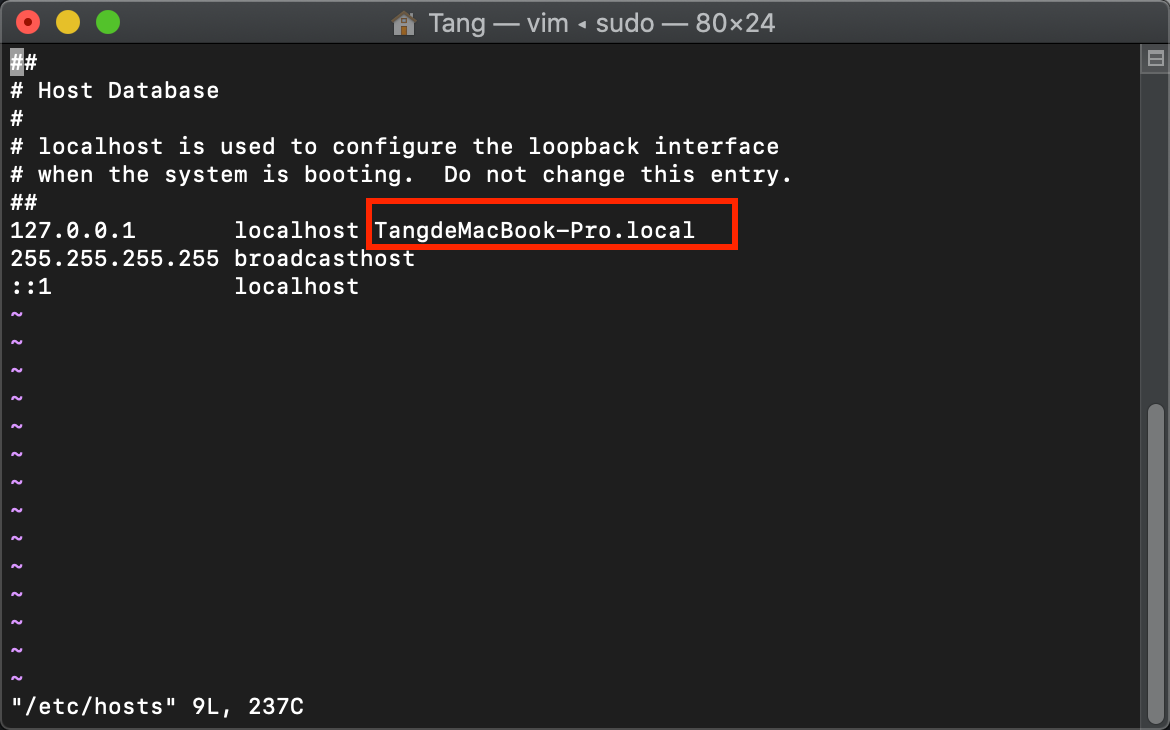 Tang — vim ◂ sudo — 80×24
##
# Host Database
#
# localhost is used to configure the loopback interface
# when the system is booting.  Do not change this entry.
##
127.0.0.1       localhost TangdeMacBook-Pro.local
255.255.255.255 broadcasthost
::1             localhost
~
~
~
~
~
~
~
~
~
~
~
~
~
~
"/etc/hosts" 9L, 237C